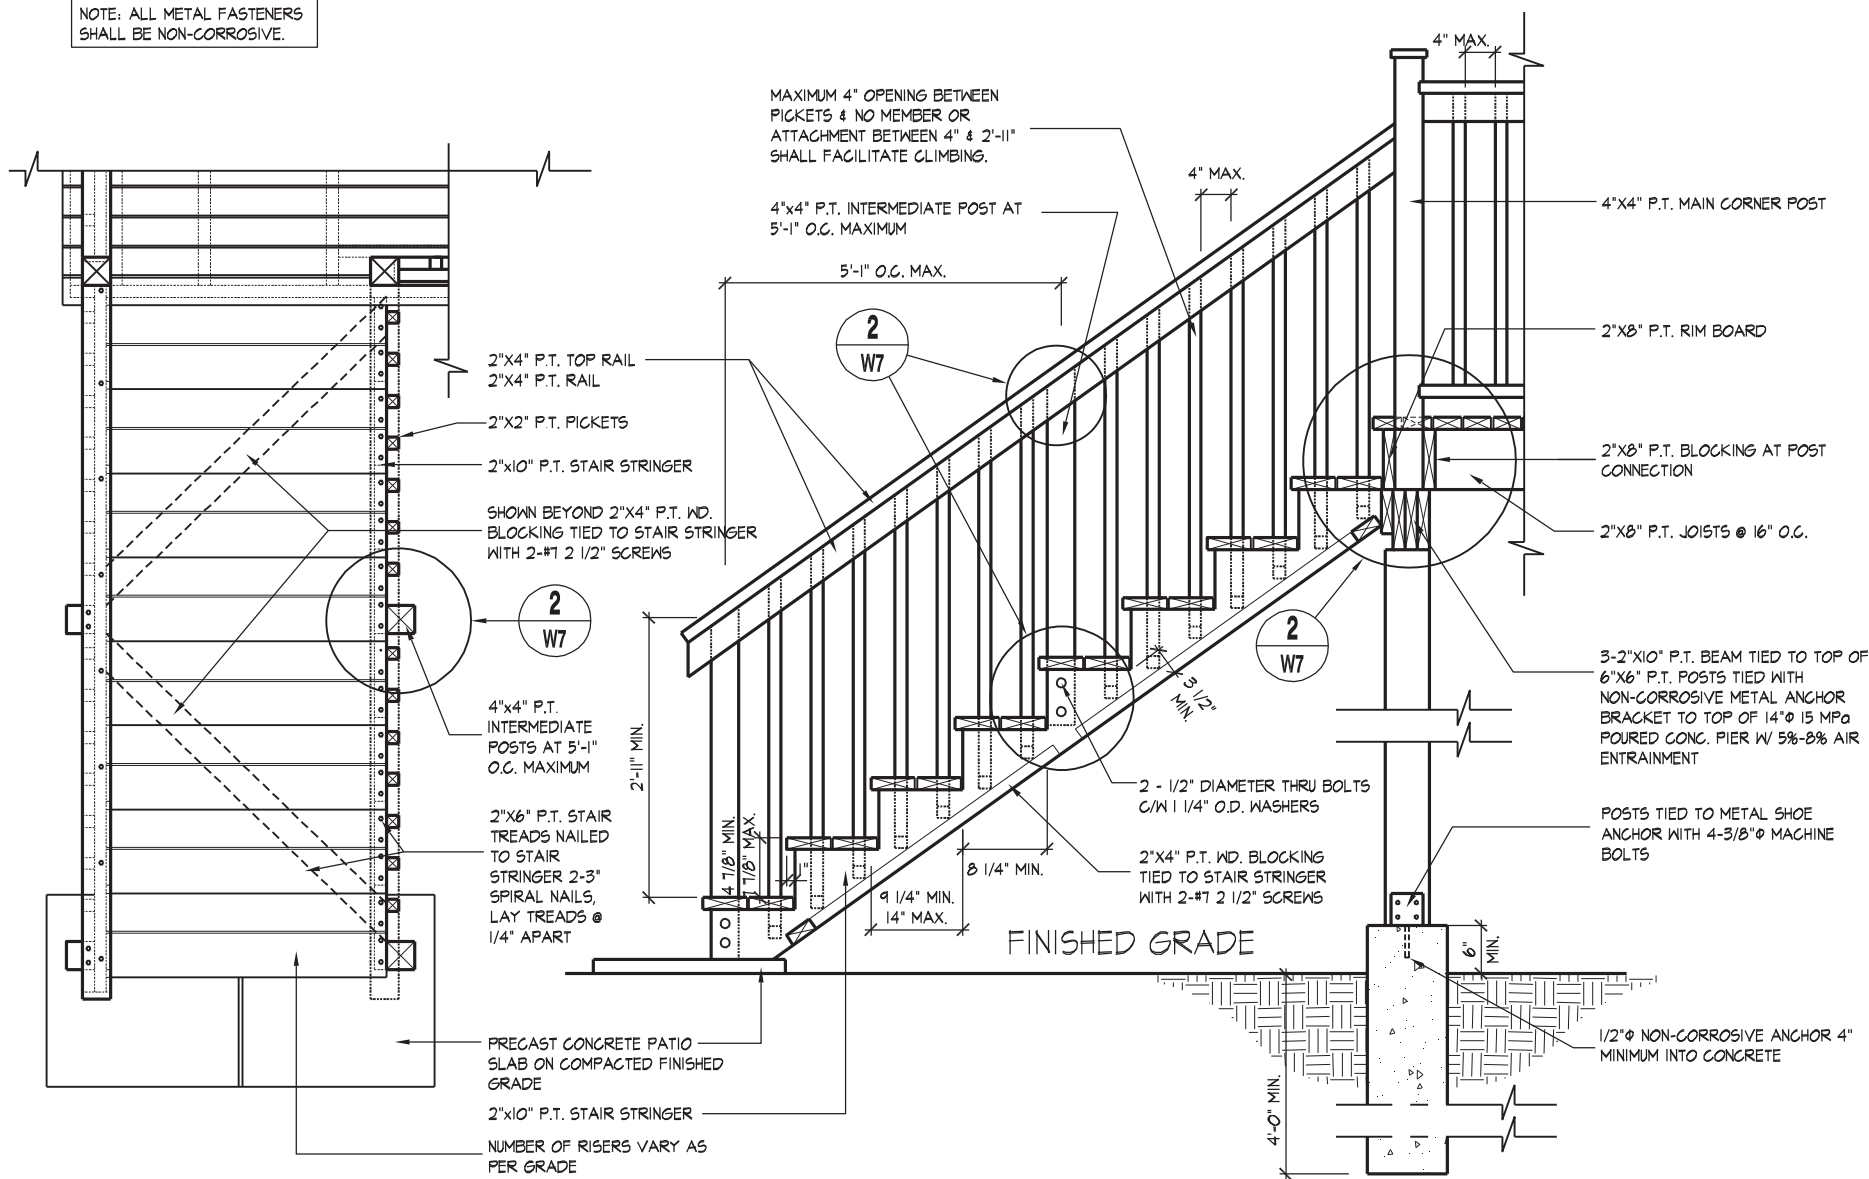 NOTE: ALL METAL FASTENERS
SHALL BE NON-CORROSIVE.
4" MAX.
MAXIMUM 4" OPENING BETWEEN
PICKETS & NO MEMBER OR
ATTACHMENT BETWEEN 4" & 2'-11"
SHALL FACILITATE CLIMBING.
4" MAX.
4"x4" P.T. INTERMEDIATE POST AT
5'-1" O.C. MAXIMUM
4"X4" P.T. MAIN CORNER POST
5'-1" O.C. MAX.
2
W7
2"X8" P.T. RIM BOARD
2"X4" P.T. TOP RAIL
2"X4" P.T. RAIL
2"X2" P.T. PICKETS
2"x10" P.T. STAIR STRINGER
2"X8" P.T. BLOCKING AT POST
CONNECTION
SHOWN BEYOND 2"X4" P.T. WD.
BLOCKING TIED TO STAIR STRINGER
WITH 2-#7 2 1/2" SCREWS
2"X8" P.T. JOISTS @ 16" O.C.
2
W7
2
W7
3-2"X10" P.T. BEAM TIED TO TOP OF
6"X6" P.T. POSTS TIED WITH
NON-CORROSIVE METAL ANCHOR
BRACKET TO TOP OF 14"Φ 15 MPa
POURED CONC. PIER W/ 5%-8% AIR
ENTRAINMENT
3 1/2"
MIN.
4"x4" P.T.
INTERMEDIATE
POSTS AT 5'-1"
O.C. MAXIMUM
2'-11" MIN.
2 - 1/2" DIAMETER THRU BOLTS
C/W 1 1/4" O.D. WASHERS
2"X6" P.T. STAIR
TREADS NAILED
TO STAIR
STRINGER 2-3"
SPIRAL NAILS,
LAY TREADS @
1/4" APART
4 7/8" MIN.
7 7/8" MAX.
1"
8 1/4" MIN.
9 1/4" MIN.
14" MAX.
2"X4" P.T. WD. BLOCKING
TIED TO STAIR STRINGER
WITH 2-#7 2 1/2" SCREWS
POSTS TIED TO METAL SHOE
ANCHOR WITH 4-3/8"Φ MACHINE
BOLTS
FINISHED GRADE
6"
MIN.
PRECAST CONCRETE PATIO
SLAB ON COMPACTED FINISHED
GRADE
1/2"Φ NON-CORROSIVE ANCHOR 4"
MINIMUM INTO CONCRETE
4'-0" MIN.
2"x10" P.T. STAIR STRINGER
NUMBER OF RISERS VARY AS
PER GRADE